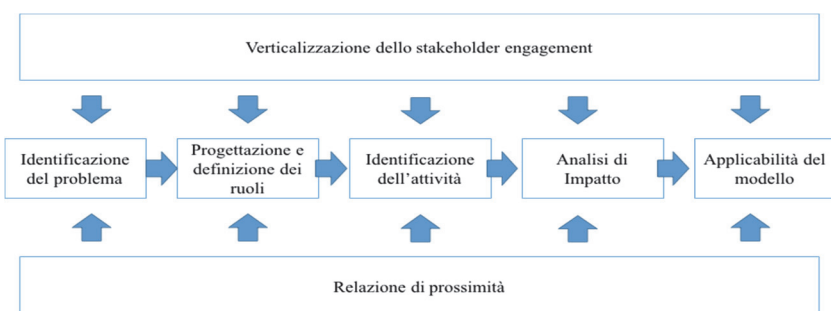 Verticalizzazione dello stakeholder engagement
Identificazione
del problema
Progettazione e
definizione dei
ruoli
Identificazione
dell'attività
Analisi di
Impatto
Applicabilità del
modello
Relazione di prossimità